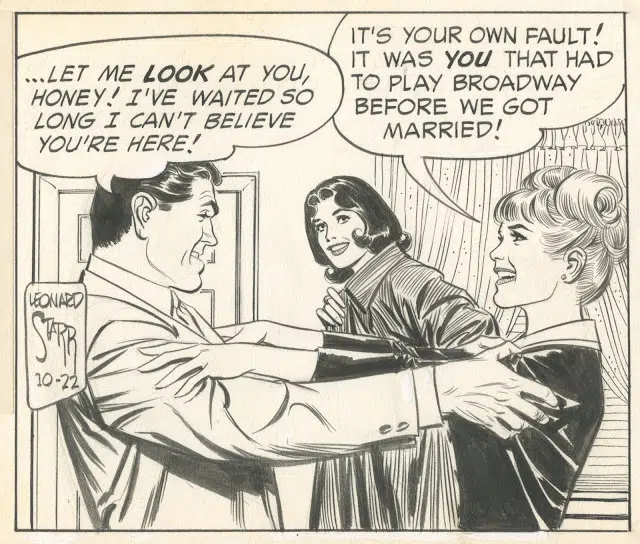 ...LET ME LOOK AT YOU,
HONEY! I'VE WAITED SO
LONG I CAN'T BELIEVE
YOU'RE HERE!
IT'S YOUR OWN FAULT!
IT WAS YOU THAT HAD
TO PLAY BROADWAY
BEFORE WE GOT
MARRIED!
LEONARD
STARR
10-22